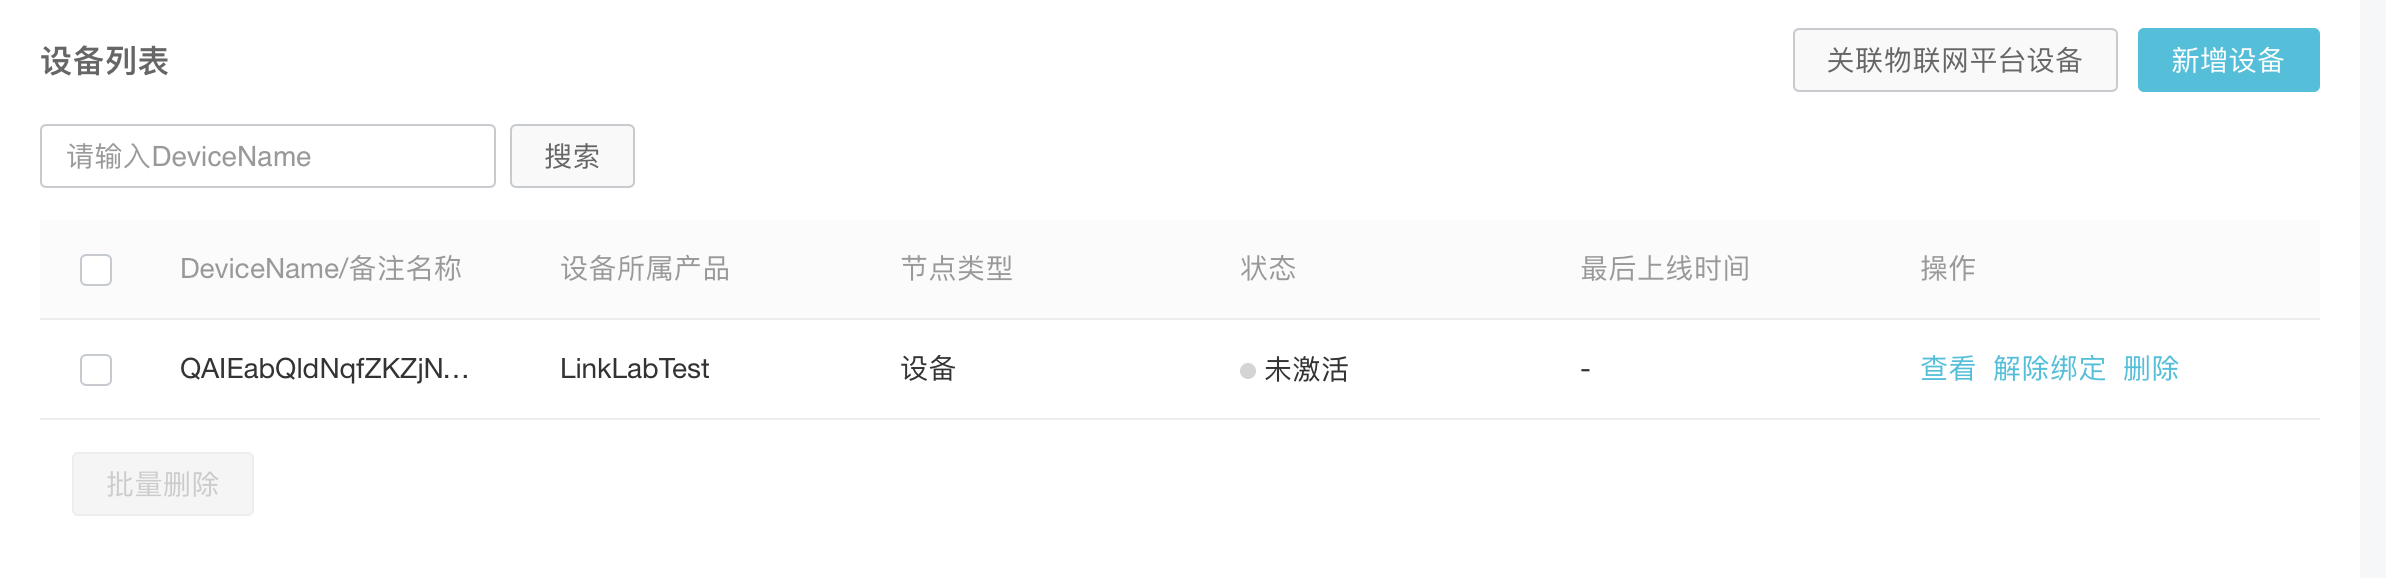 设备列表 关联物联网平台设备 新增设备
请输入DeviceName 搜索
DeviceName/备注名称 设备所属产品 节点类型 状态 最后上线时间 操作
QAIEabQldNqfZKZjN... LinkLabTest 设备 未激活 - 查看 解除绑定 删除
批量删除